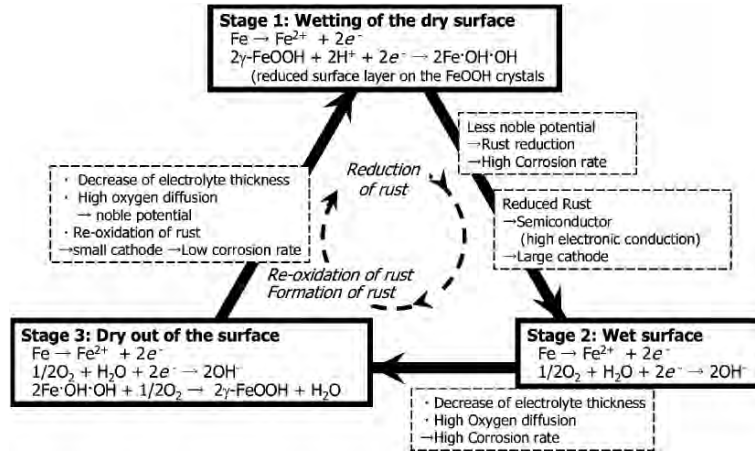 Stage 1: Wetting of the dry surface
Fe → Fe²⁺ + 2e⁻
2γ-FeOOH + 2H⁺ + 2e⁻ → 2Fe·OH·OH
(reduced surface layer on the FeOOH crystals
Less noble potential
→Rust reduction
→High Corrosion rate
· Decrease of electrolyte thickness
· High oxygen diffusion
→ noble potential
· Re-oxidation of rust
→small cathode →Low corrosion rate
Reduction
of rust
Reduced Rust
→Semiconductor
(high electronic conduction)
→Large cathode
Re-oxidation of rust
Formation of rust
Stage 3: Dry out of the surface
Fe → Fe²⁺ + 2e⁻
1/2O₂ + H₂O + 2e⁻ → 2OH⁻
2Fe·OH·OH + 1/2O₂ → 2γ-FeOOH + H₂O
Stage 2: Wet surface
Fe → Fe²⁺ + 2e⁻
1/2O₂ + H₂O + 2e⁻ → 2OH⁻
· Decrease of electrolyte thickness
· High Oxygen diffusion
→High Corrosion rate